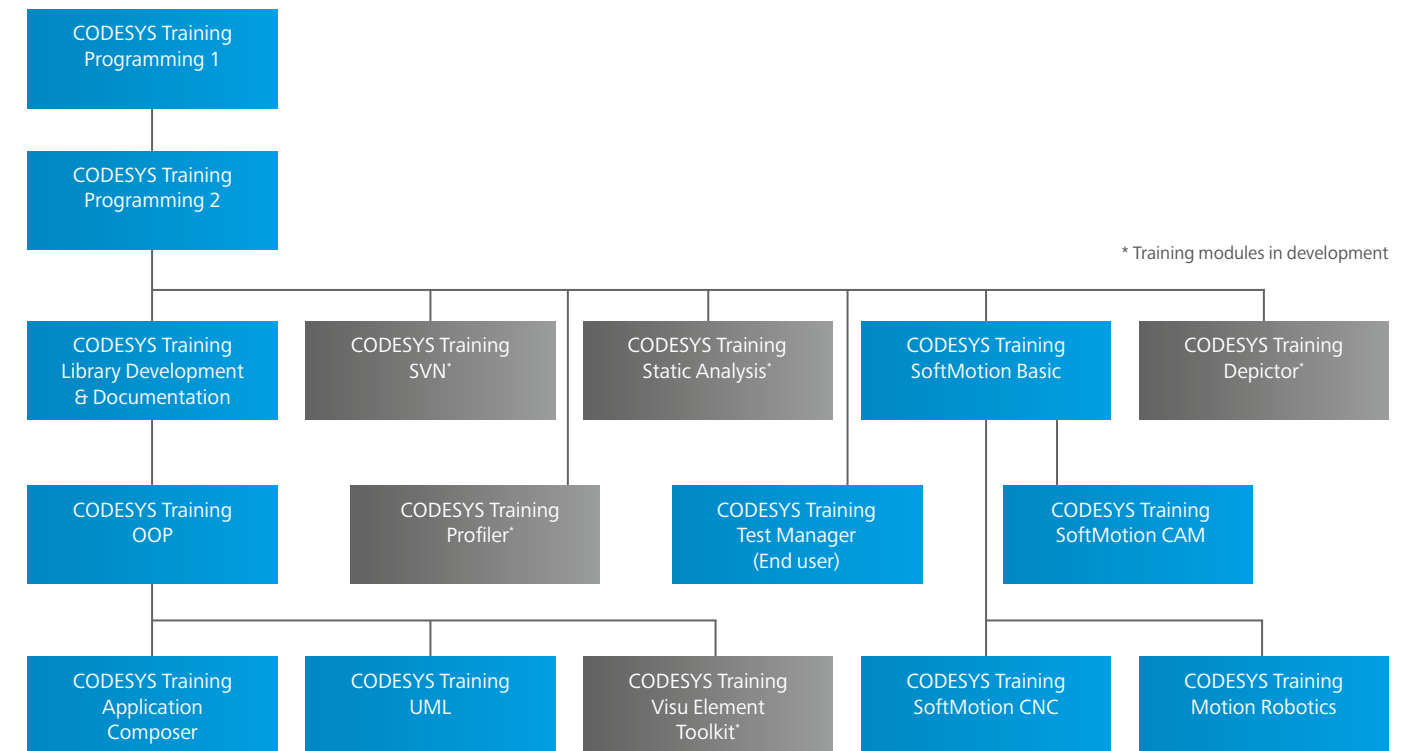 CODESYS Training
Programming 1
CODESYS Training
Programming 2
* Training modules in development
CODESYS Training
Library Development
& Documentation
CODESYS Training
SVN*
CODESYS Training
Static Analysis*
CODESYS Training
SoftMotion Basic
CODESYS Training
Depictor*
CODESYS Training
OOP
CODESYS Training
Profiler*
CODESYS Training
Test Manager
(End user)
CODESYS Training
SoftMotion CAM
CODESYS Training
Application
Composer
CODESYS Training
UML
CODESYS Training
Visu Element
Toolkit*
CODESYS Training
SoftMotion CNC
CODESYS Training
Motion Robotics